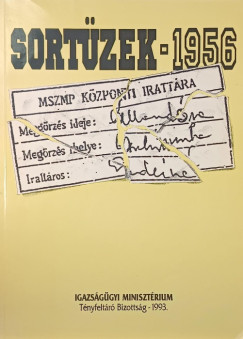 SORTÜZEK - 1956
MSZMP KÖZPONTI IRATTÁRA
Megőrzés ideje:
Megőrzés helye:
Irattáros:
IGAZSÁGÜGYI MINISZTÉRIUM
Tényfeltáró Bizottság - 1993.